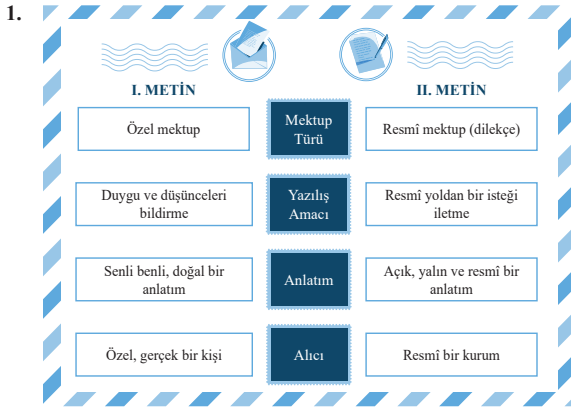 1.
I. METİN
II. METİN
Özel mektup
Mektup
Türü
Resmî mektup (dilekçe)
Duygu ve düşünceleri
bildirme
Yazılış
Amacı
Resmî yoldan bir isteği
iletme
Senli benli, doğal bir
anlatım
Anlatım
Açık, yalın ve resmî bir
anlatım
Özel, gerçek bir kişi
Alıcı
Resmî bir kurum